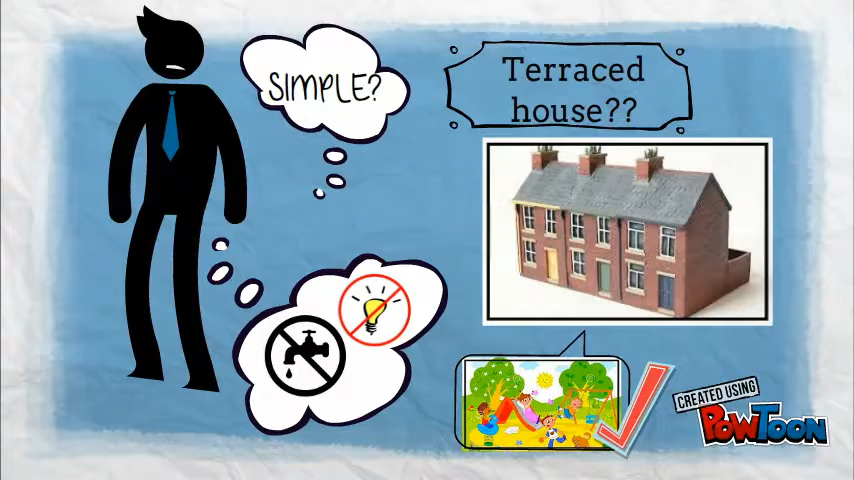 SIMPLE?
Terraced
house??
CREATED USING
POWTOON